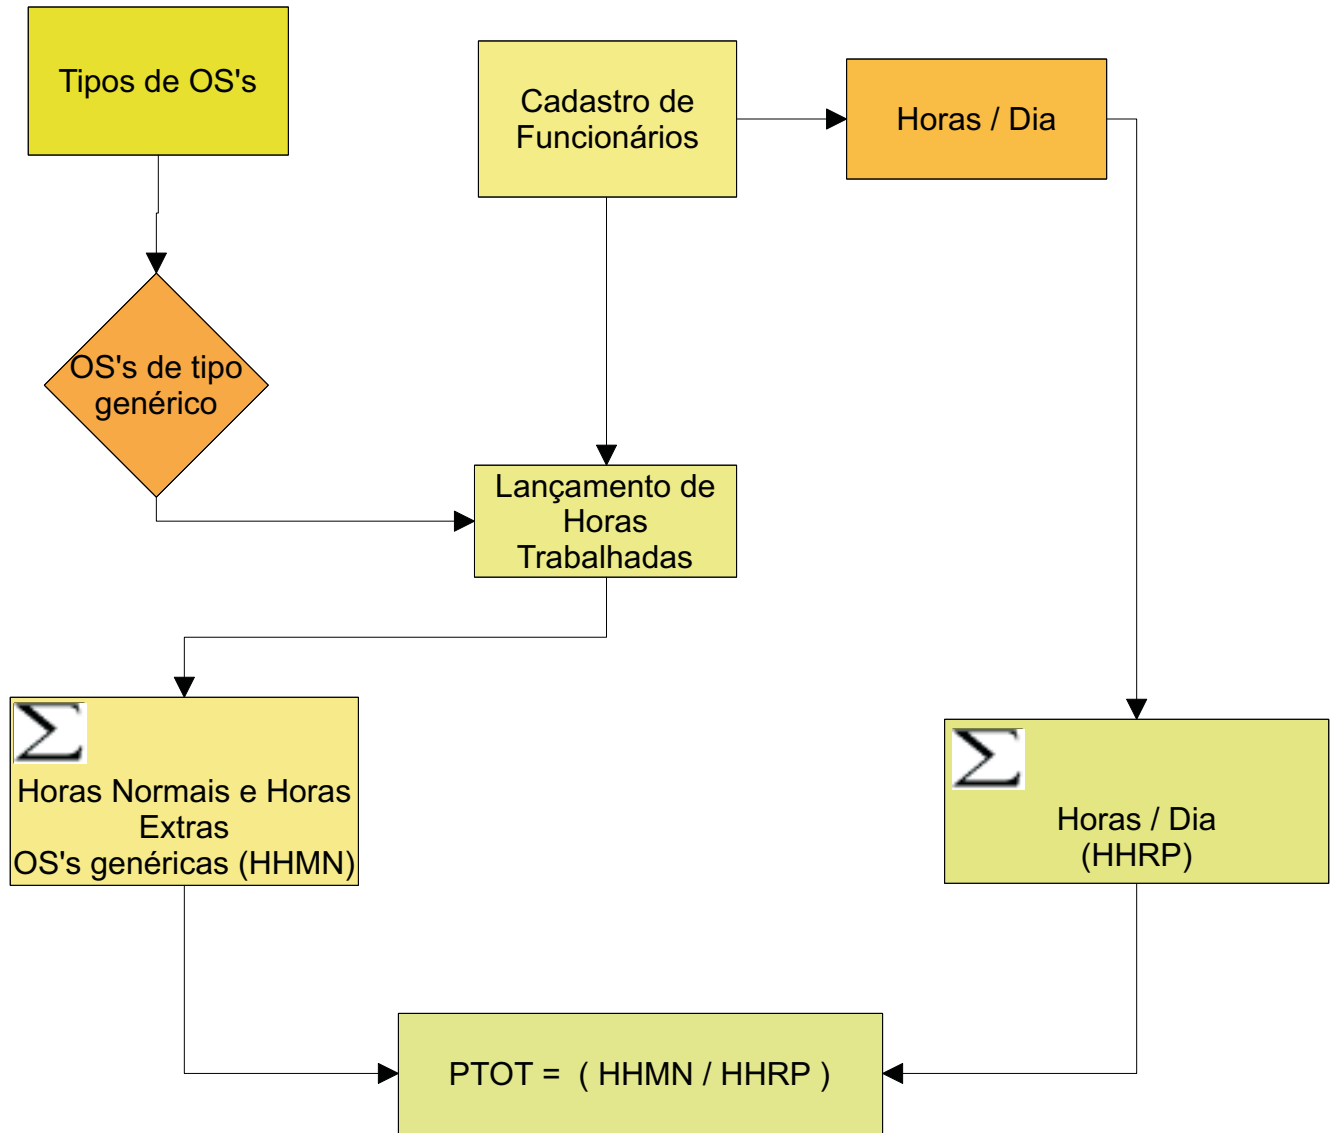 Tipos de OS's
Cadastro de
Funcionários
Horas / Dia
OS's de tipo
genérico
Lançamento de
Horas
Trabalhadas
Σ
Horas Normais e Horas
Extras
OS's genéricas (HHMN)
Σ
Horas / Dia
(HHRP)
PTOT = ( HHMN / HHRP )